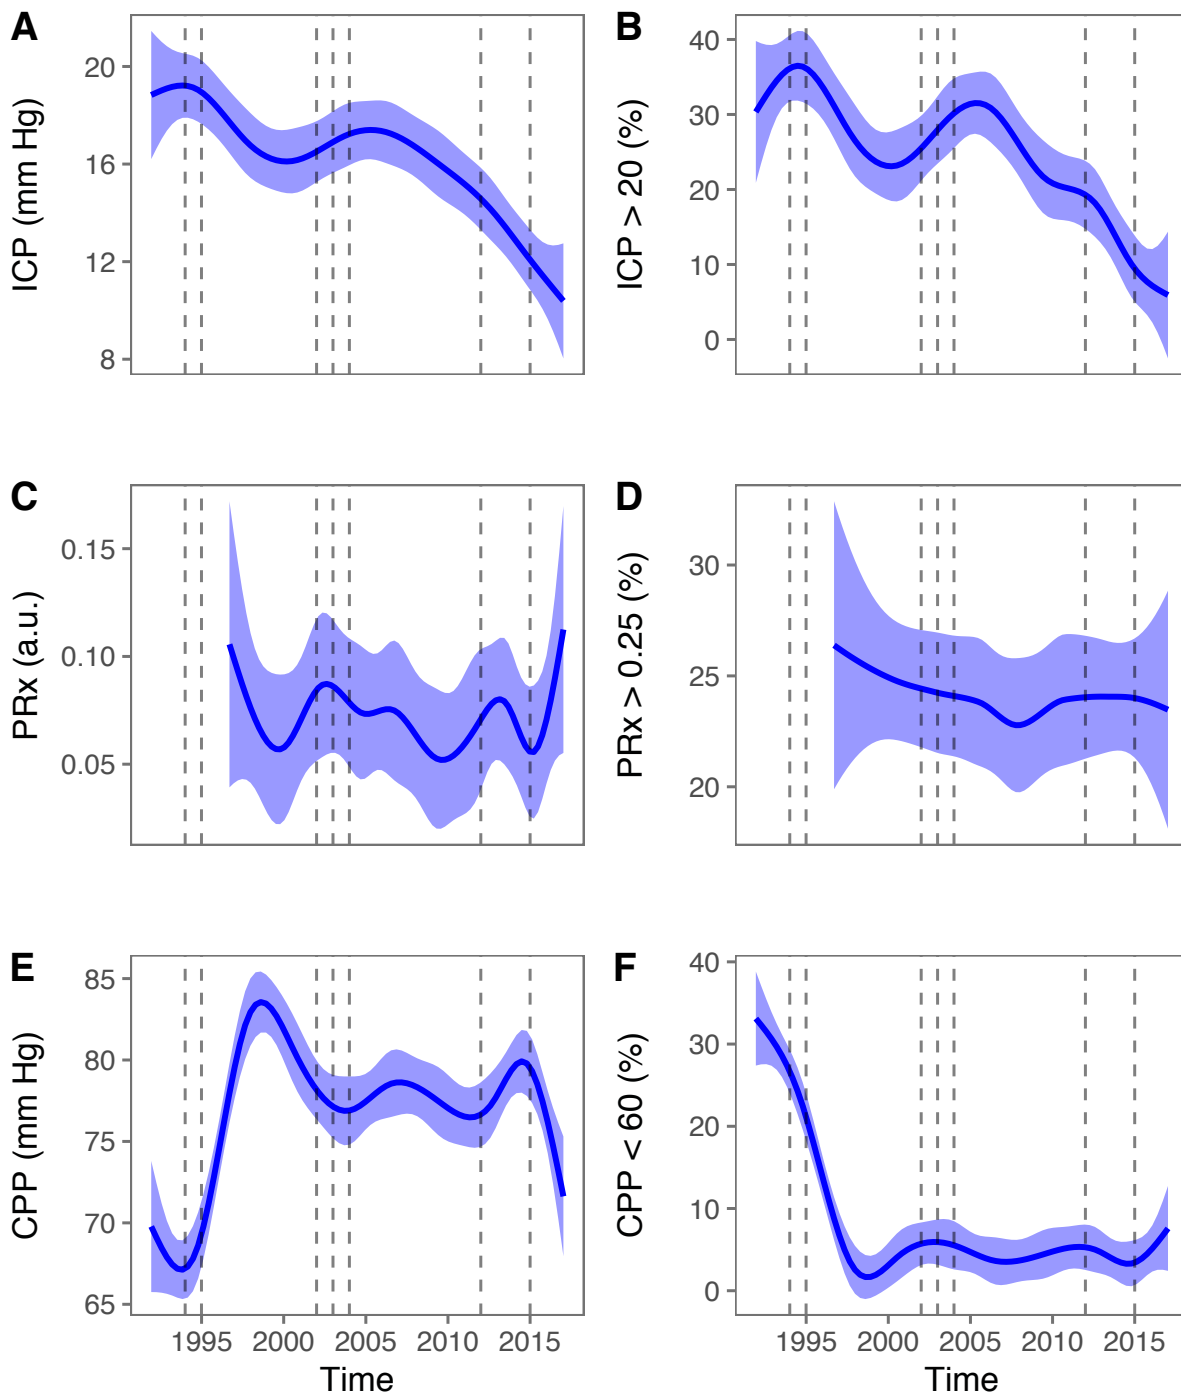 A
ICP (mm Hg)
20
16
12
8
B
ICP > 20 (%)
40
30
20
10
0
C
PRx (a.u.)
0.15
0.10
0.05
D
PRx > 0.25 (%)
30
25
20
E
CPP (mm Hg)
85
80
75
70
65
1995 2000 2005 2010 2015
Time
F
CPP < 60 (%)
40
30
20
10
0
1995 2000 2005 2010 2015
Time